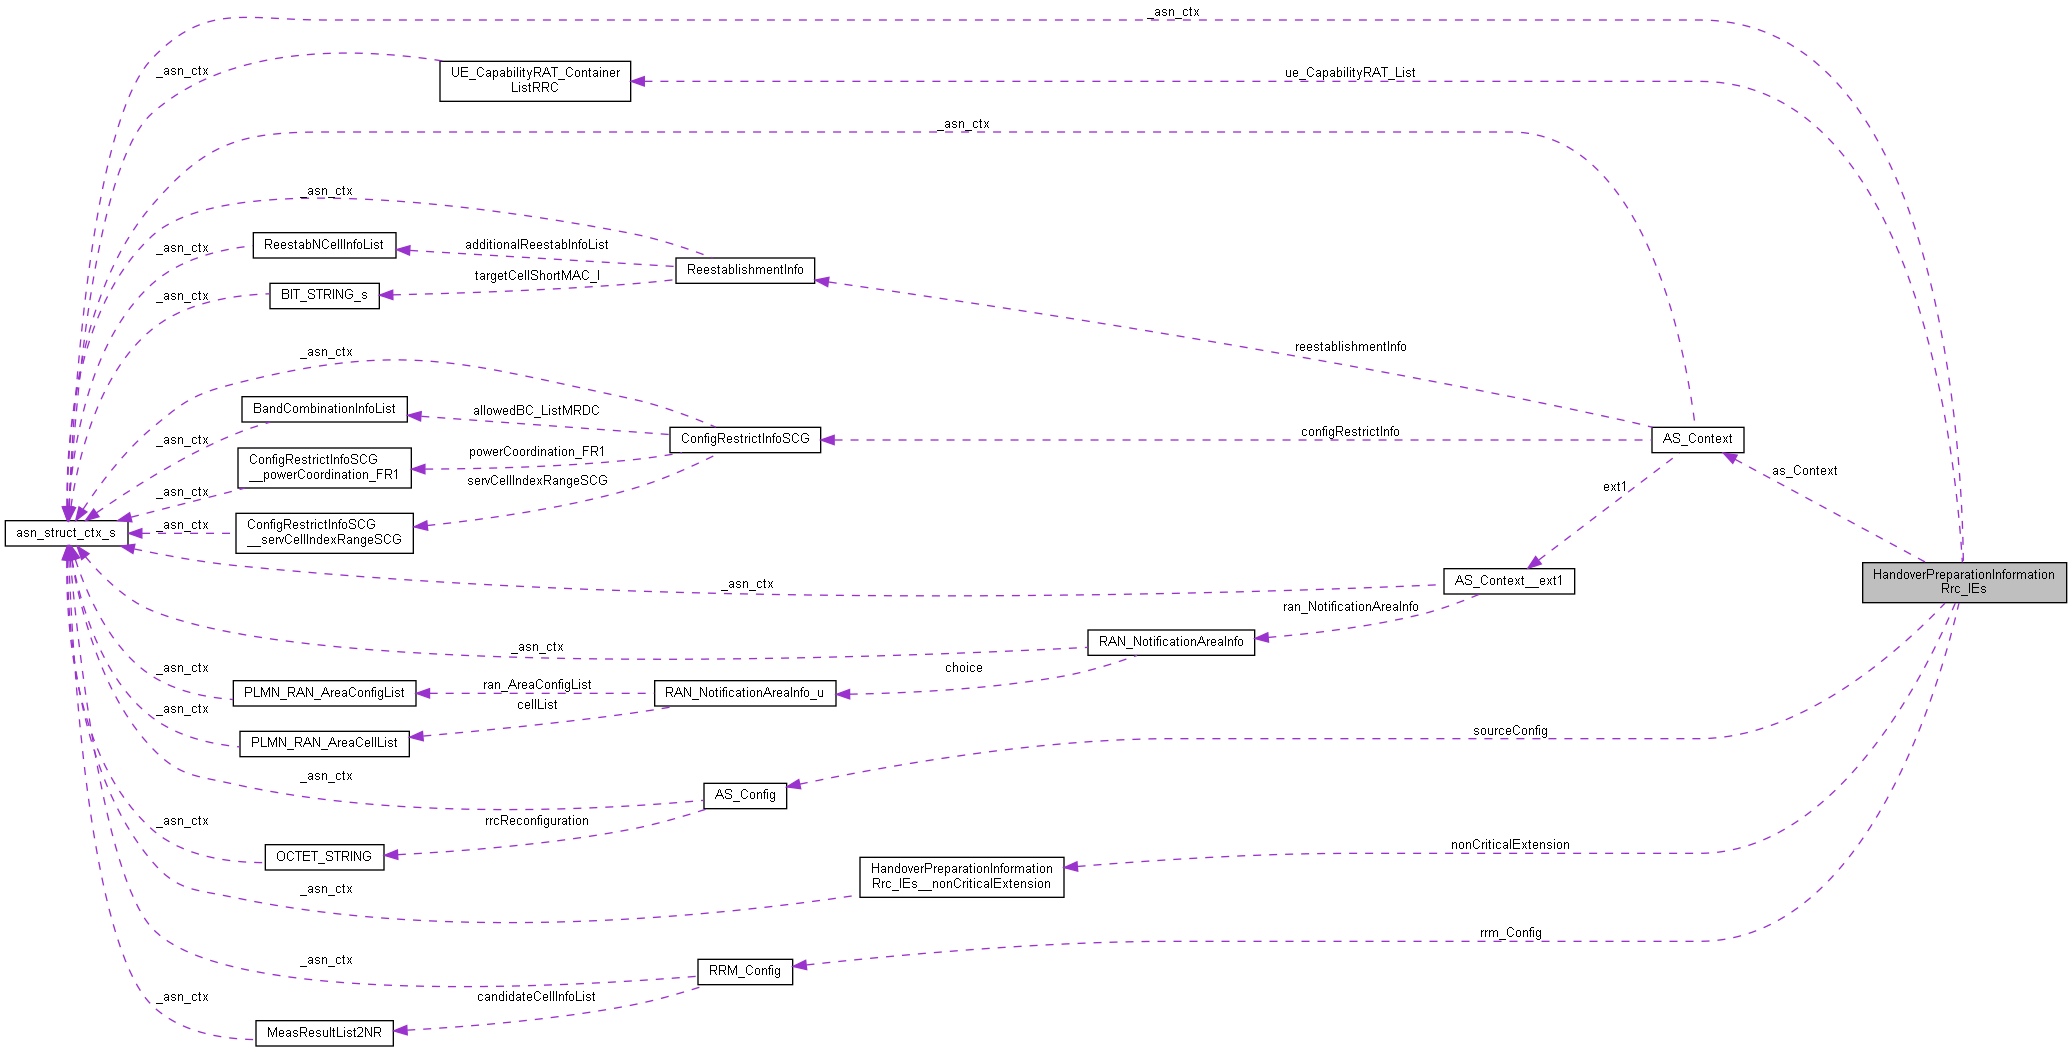 _asn_ctx
_asn_ctx
UE_CapabilityRAT_Container
ListRRC
ue_CapabilityRAT_List
_asn_ctx
_asn_ctx
_asn_ctx
ReestabNCellInfoList
additionalReestabInfoList
ReestablishmentInfo
targetCellShortMAC_I
_asn_ctx
BIT_STRING_s
reestablishmentInfo
_asn_ctx
BandCombinationInfoList
allowedBC_ListMRDC
ConfigRestrictInfoSCG
configRestrictInfo
AS_Context
_asn_ctx
powerCoordination_FR1
ConfigRestrictInfoSCG
__powerCoordination_FR1
as_Context
servCellIndexRangeSCG
ext1
_asn_ctx
_asn_ctx
ConfigRestrictInfoSCG
__servCellIndexRangeSCG
asn_struct_ctx_s
_asn_ctx
AS_Context__ext1
HandoverPreparationInformation
Rrc_IEs
ran_NotificationAreaInfo
_asn_ctx
RAN_NotificationAreaInfo
_asn_ctx
choice
PLMN_RAN_AreaConfigList
ran_AreaConfigList
RAN_NotificationAreaInfo_u
cellList
_asn_ctx
sourceConfig
PLMN_RAN_AreaCellList
_asn_ctx
AS_Config
_asn_ctx
rrcReconfiguration
OCTET_STRING
nonCriticalExtension
HandoverPreparationInformation
Rrc_IEs__nonCriticalExtension
_asn_ctx
rrm_Config
_asn_ctx
RRM_Config
_asn_ctx
candidateCellInfoList
MeasResultList2NR